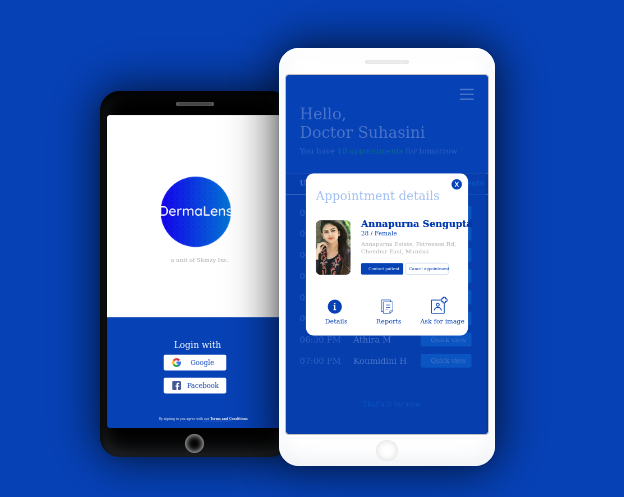 DermaLens
a unit of Skinzy Inc.
Login with
Google
Facebook
By signing in you agree with our Terms and Conditions
Hello,
Doctor Suhasini
You have 10 appointments for tomorrow
X
Appointment details
Annapurna Sengupta
28 / Female
Annapurna Estate, Patreesan Rd,
Chembur East, Mumbai
Contact patient
Cancel appointment
Details
Reports
Ask for image
06:30 PM Athira M Quick view
07:00 PM Koumidini H Quick view
That's it for now